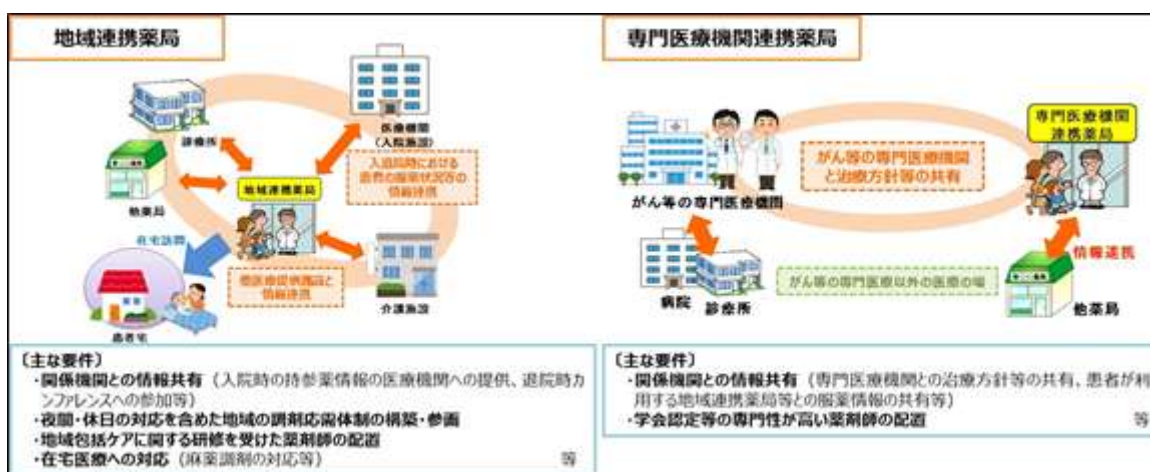 地域連携薬局
診療所
医療機関
(入院施設)
入退院時における
患者の服薬状況等の
情報連携
他薬局
地域連携薬局
在宅訪問
他医療提供施設と
情報連携
介護施設
患者宅
〔主な要件〕
・関係機関との情報共有（入院時の持参薬情報の医療機関への提供、退院時カ
ンファレンスへの参加等）
・夜間・休日の対応を含めた地域の調剤応需体制の構築・参画
・地域包括ケアに関する研修を受けた薬剤師の配置
・在宅医療への対応（麻薬調剤の対応等） 等
専門医療機関連携薬局
専門医療機関
連携薬局
がん等の専門医療機関
と治療方針等の共有
がん等の専門医療機関
情報連携
がん等の専門医療以外の医療の場
病院
診療所
他薬局
〔主な要件〕
・関係機関との情報共有（専門医療機関との治療方針等の共有、患者が利
用する地域連携薬局等との服薬情報の共有等）
・学会認定等の専門性が高い薬剤師の配置 等